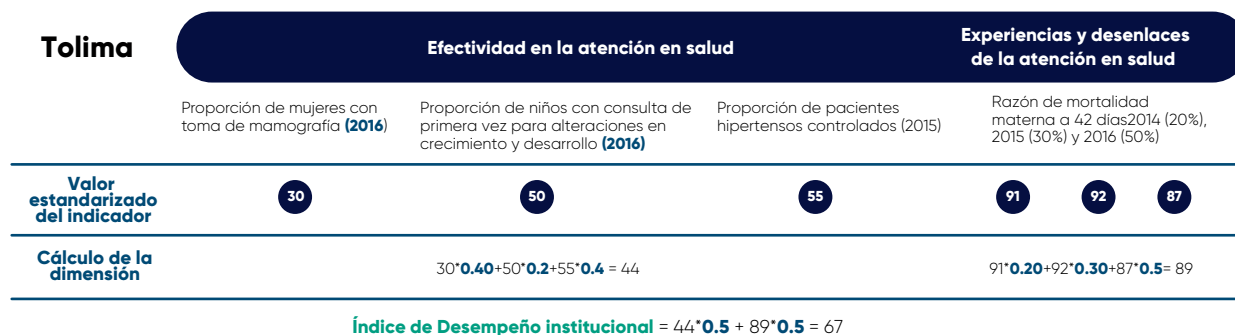 Tolima
Efectividad en la atención en salud
Experiencias y desenlaces
de la atención en salud
Proporción de mujeres con
toma de mamografía (2016)
Proporción de niños con consulta de
primera vez para alteraciones en
crecimiento y desarrollo (2016)
Proporción de pacientes
hipertensos controlados (2015)
Razón de mortalidad
materna a 42 días2014 (20%),
2015 (30%) y 2016 (50%)
Valor
estandarizado
del indicador
30
50
55
91
92
87
Cálculo de la
dimensión
30*0.40+50*0.2+55*0.4 = 44
91*0.20+92*0.30+87*0.5= 89
Índice de Desempeño institucional = 44*0.5 + 89*0.5 = 67